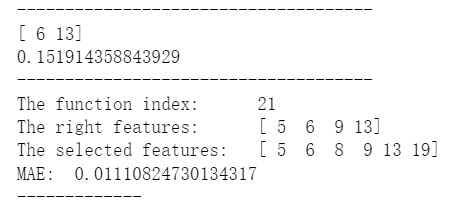 ------------------------------------
[ 6 13]
0.151914358843929
------------------------------------
The function index:      21
The right features:      [ 5  6  9 13]
The selected features:   [ 5  6  8  9 13 19]
MAE:  0.01110824730134317
-------------